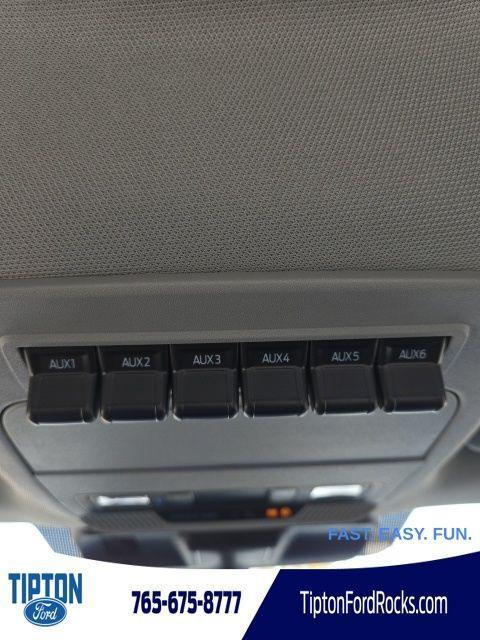 AUX1 AUX2 AUX3 AUX4 AUX5 AUX6
FAST. EASY. FUN.
TIPTON
Ford
765-675-8777
TiptonFordRocks.com